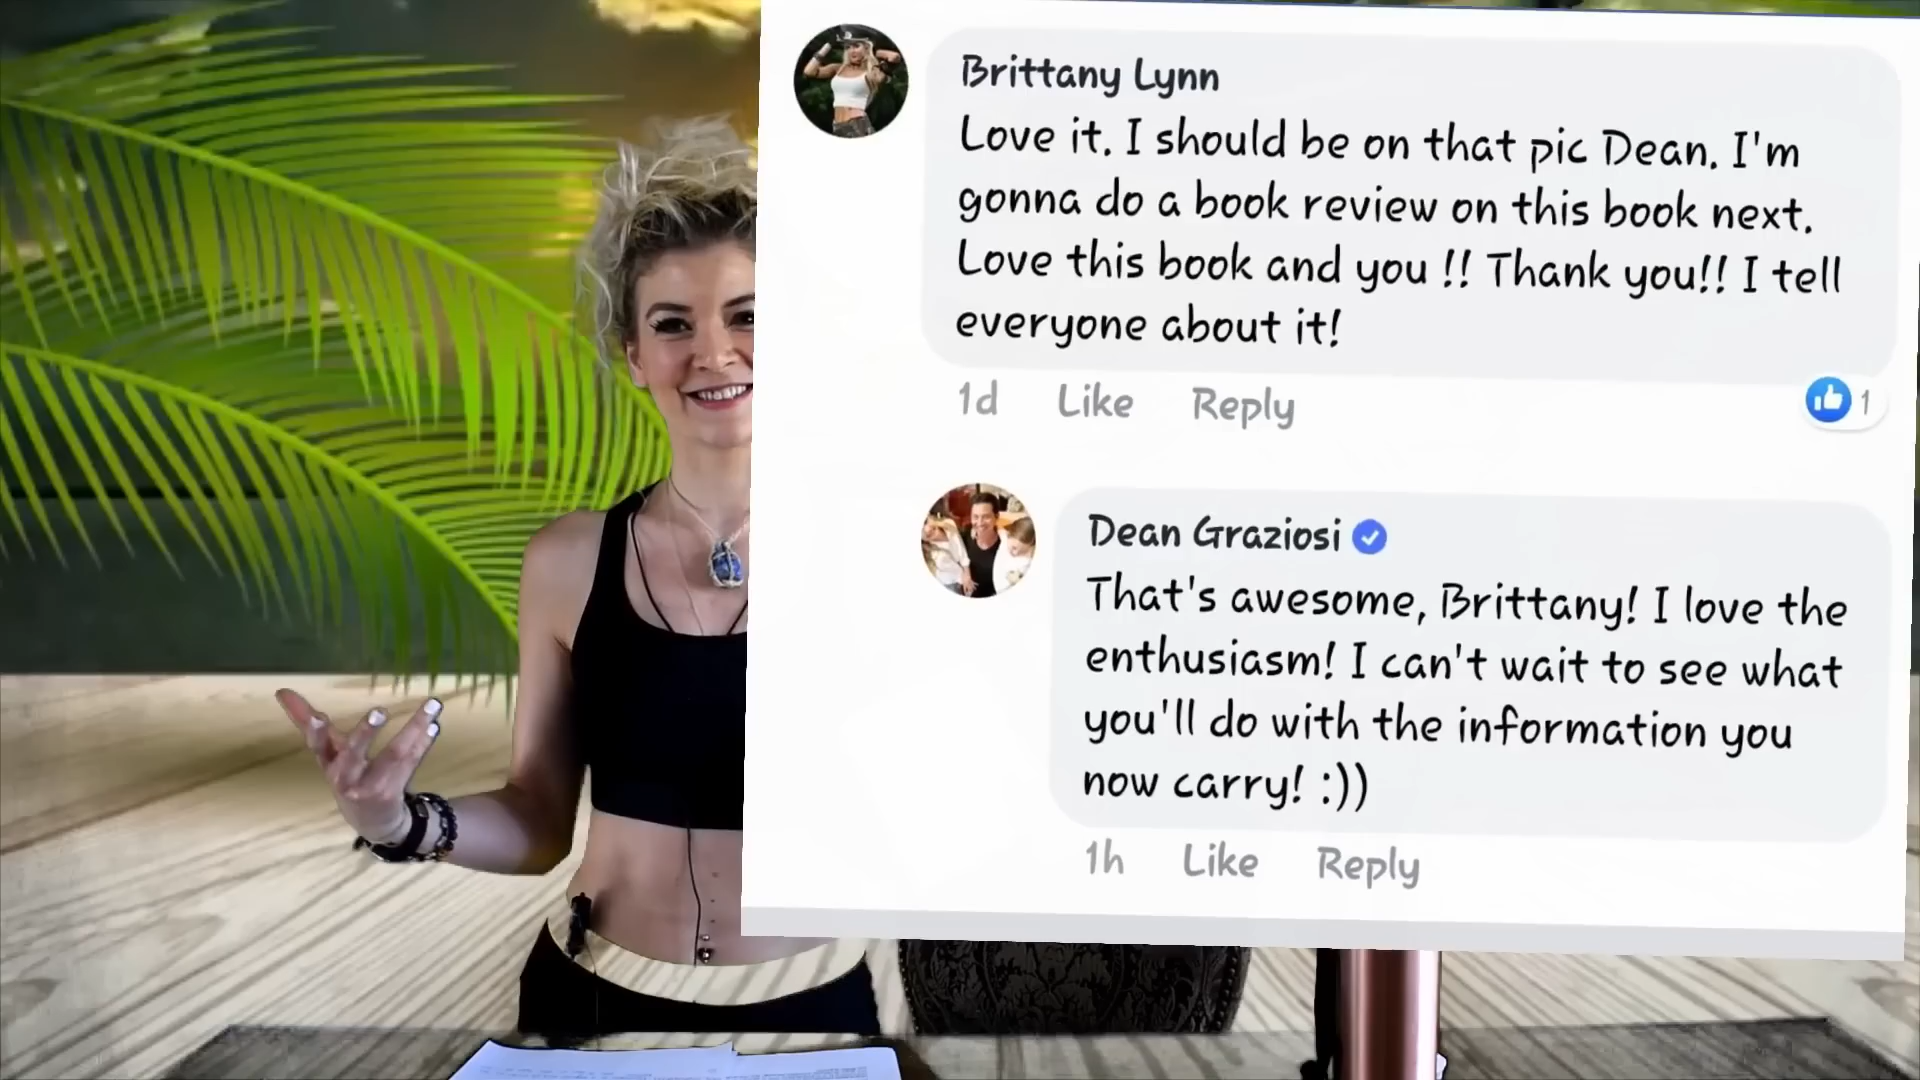 Brittany Lynn
Love it. I should be on that pic Dean. I'm
gonna do a book review on this book next.
Love this book and you !! Thank you!! I tell
everyone about it!
1d Like Reply
1
Dean Graziosi
That's awesome, Brittany! I love the
enthusiasm! I can't wait to see what
you'll do with the information you
now carry! :))
1h Like Reply